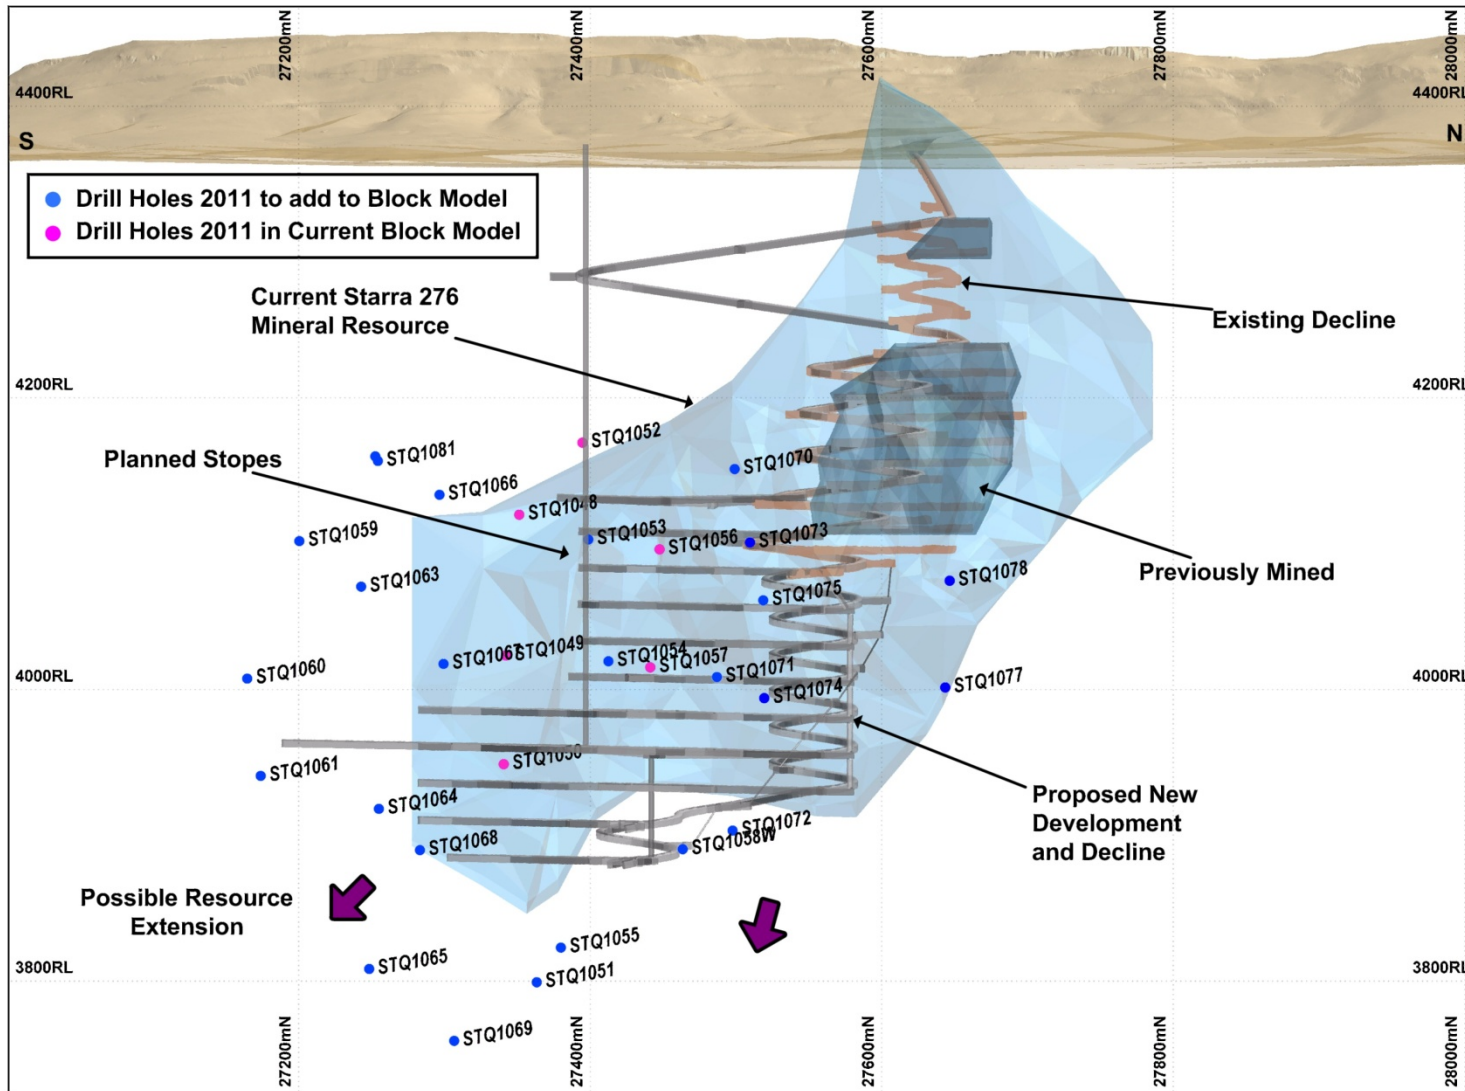 27200mN
27400mN
27600mN
27800mN
28000mN
4400RL
4400RL
S
N
Drill Holes 2011 to add to Block Model
Drill Holes 2011 in Current Block Model
Current Starra 276
Mineral Resource
Existing Decline
4200RL
4200RL
Planned Stopes
STQ1052
STQ1081
STQ1070
STQ1066
STQ1048
STQ1059
STQ1053
STQ1056
STQ1073
Previously Mined
STQ1063
STQ1078
STQ1075
STQ1067
STQ1049
STQ1054
STQ1057
STQ1071
STQ1060
4000RL
STQ1074
STQ1077
4000RL
STQ1061
STQ1050
STQ1064
STQ1072
STQ1068
STQ1058W
Proposed New
Development
and Decline
Possible Resource
Extension
STQ1055
STQ1065
STQ1051
3800RL
3800RL
STQ1069
27200mN
27400mN
27600mN
27800mN
28000mN